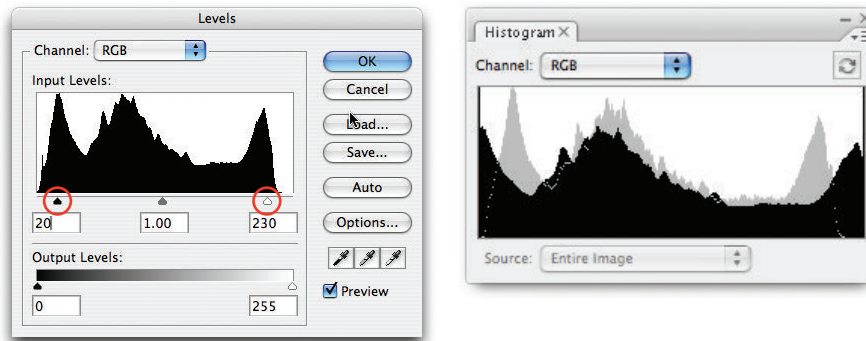 Levels
Channel: RGB
Input Levels:
20 1.00 230
Output Levels:
0 255
OK
Cancel
Load...
Save...
Auto
Options...
Preview
Histogram
Channel: RGB
Source: Entire Image